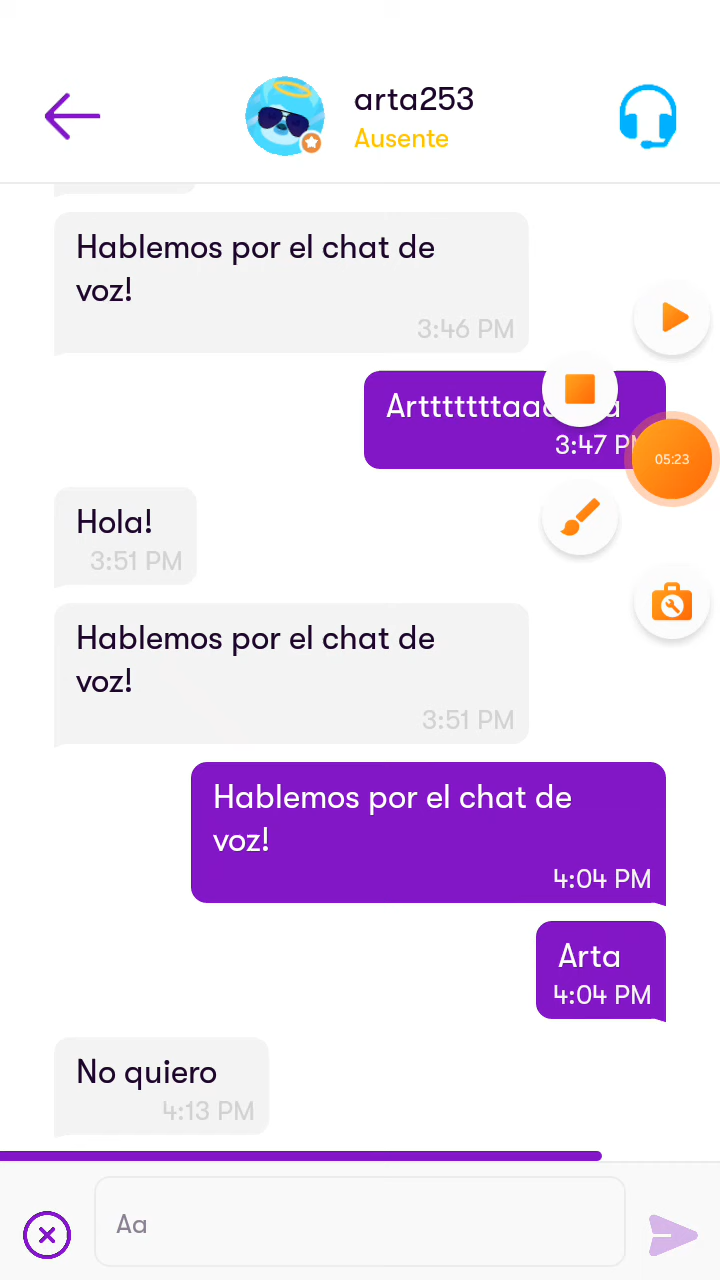 arta253
Ausente
Hablemos por el chat de
voz!
3:46 PM
3:47
05:23
Hola!
3:51 PM
Hablemos por el chat de
voz!
3:51 PM
Hablemos por el chat de
voz!
4:04 PM
Arta
4:04 PM
No quiero
4:13 PM
Aa